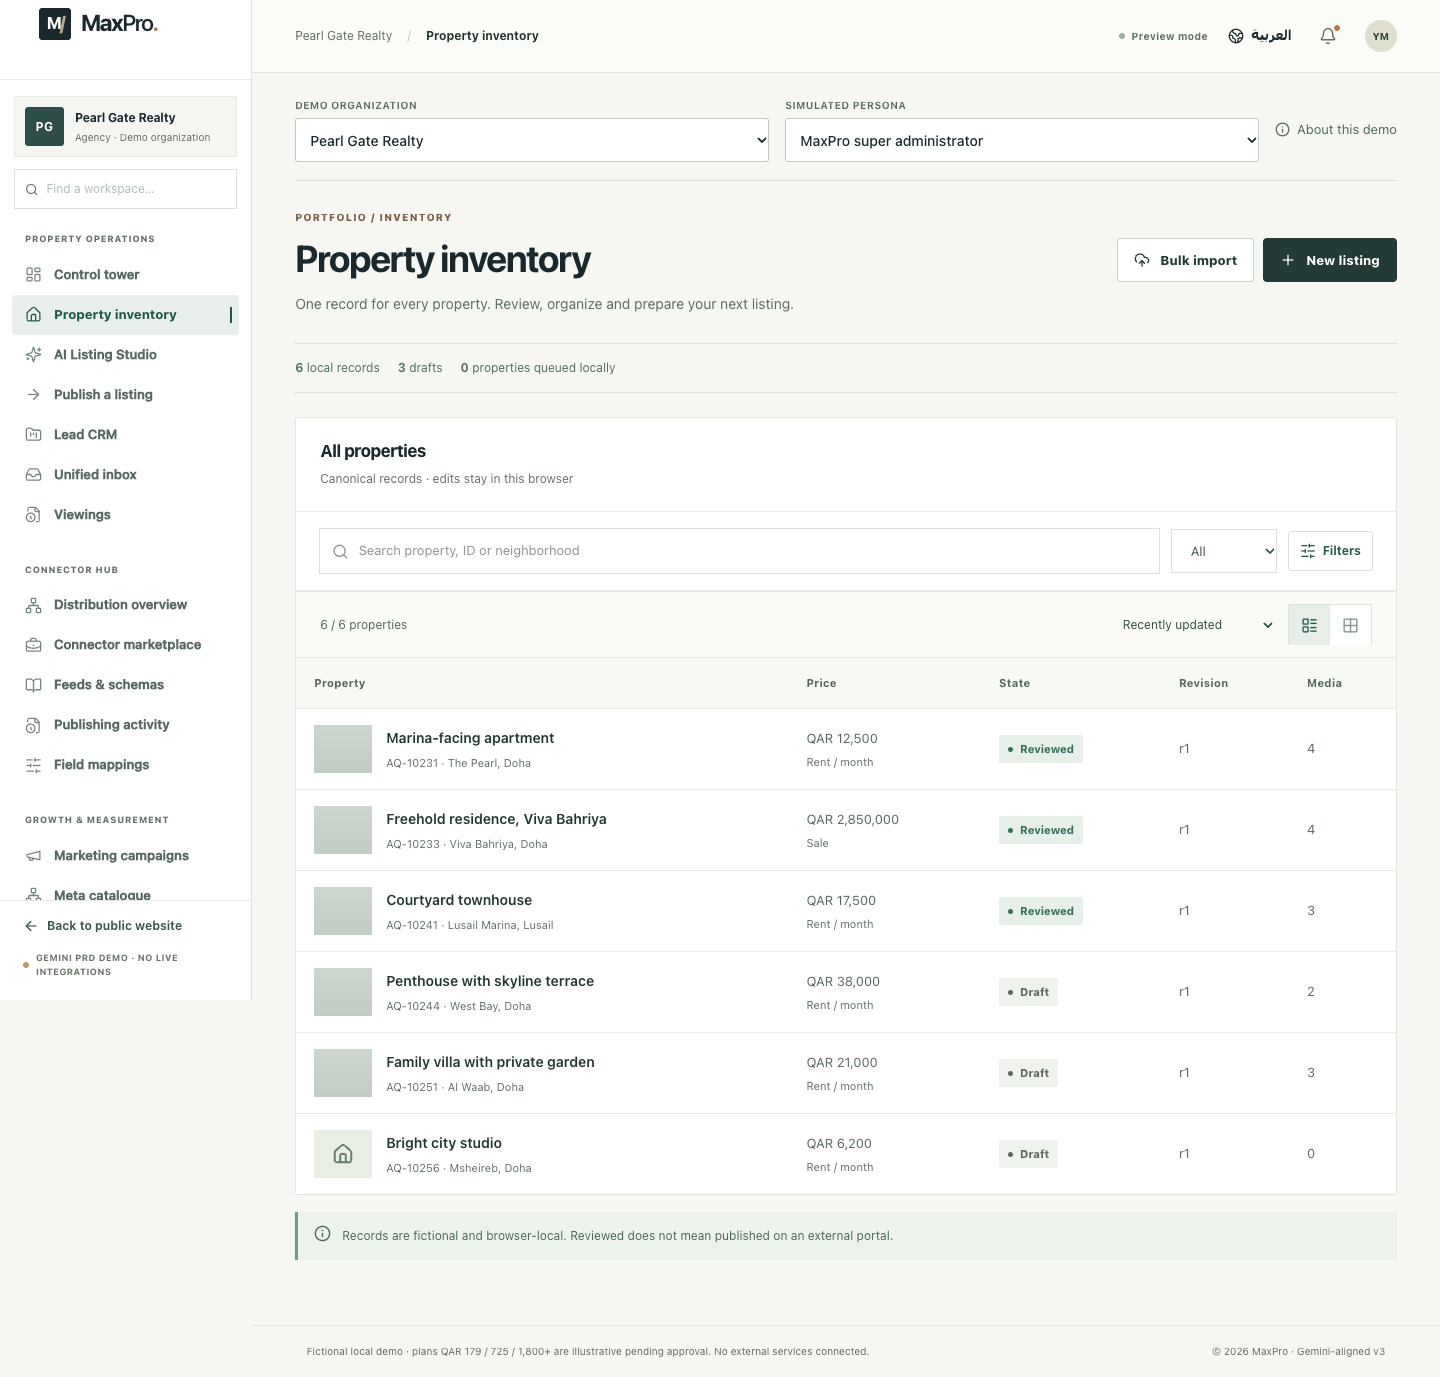 M/ MaxPro.
Pearl Gate Realty / Property inventory
Preview mode
العربية
YM
PG
Pearl Gate Realty
Agency · Demo organization
Find a workspace...
PROPERTY OPERATIONS
Control tower
Property inventory
AI Listing Studio
Publish a listing
Lead CRM
Unified inbox
Viewings
CONNECTOR HUB
Distribution overview
Connector marketplace
Feeds & schemas
Publishing activity
Field mappings
GROWTH & MEASUREMENT
Marketing campaigns
Meta catalogue
Back to public website
GEMINI PRD DEMO · NO LIVE
INTEGRATIONS
DEMO ORGANIZATION
Pearl Gate Realty
SIMULATED PERSONA
MaxPro super administrator
About this demo
PORTFOLIO / INVENTORY
Property inventory
One record for every property. Review, organize and prepare your next listing.
Bulk import
New listing
6 local records 3 drafts 0 properties queued locally
All properties
Canonical records · edits stay in this browser
Search property, ID or neighborhood
All
Filters
6 / 6 properties
Recently updated
Property Price State Revision Media
Marina-facing apartment
AQ-10231 · The Pearl, Doha
QAR 12,500
Rent / month
Reviewed
r1
4
Freehold residence, Viva Bahriya
AQ-10233 · Viva Bahriya, Doha
QAR 2,850,000
Sale
Reviewed
r1
4
Courtyard townhouse
AQ-10241 · Lusail Marina, Lusail
QAR 17,500
Rent / month
Reviewed
r1
3
Penthouse with skyline terrace
AQ-10244 · West Bay, Doha
QAR 38,000
Rent / month
Draft
r1
2
Family villa with private garden
AQ-10251 · Al Waab, Doha
QAR 21,000
Rent / month
Draft
r1
3
Bright city studio
AQ-10256 · Msheireb, Doha
QAR 6,200
Rent / month
Draft
r1
0
Records are fictional and browser-local. Reviewed does not mean published on an external portal.
Fictional local demo · plans QAR 179 / 725 / 1,800+ are illustrative pending approval. No external services connected.
© 2026 MaxPro · Gemini-aligned v3